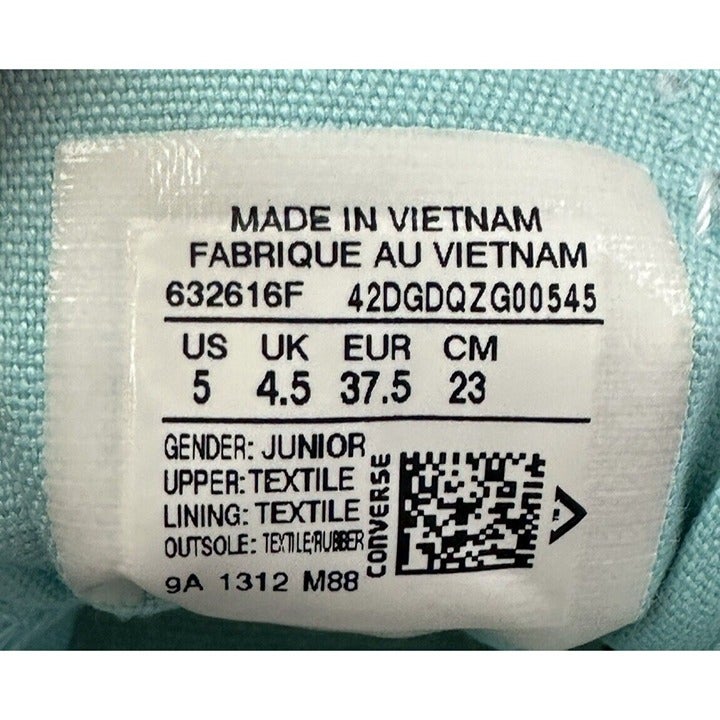 MADE IN VIETNAM
FABRIQUE AU VIETNAM
632616F 42DGDQZG00545
US UK EUR CM
5 4.5 37.5 23
GENDER: JUNIOR
UPPER: TEXTILE
LINING: TEXTILE
OUTSOLE: TEXTILE/RUBBER
9A 1312 M88
CONVERSE